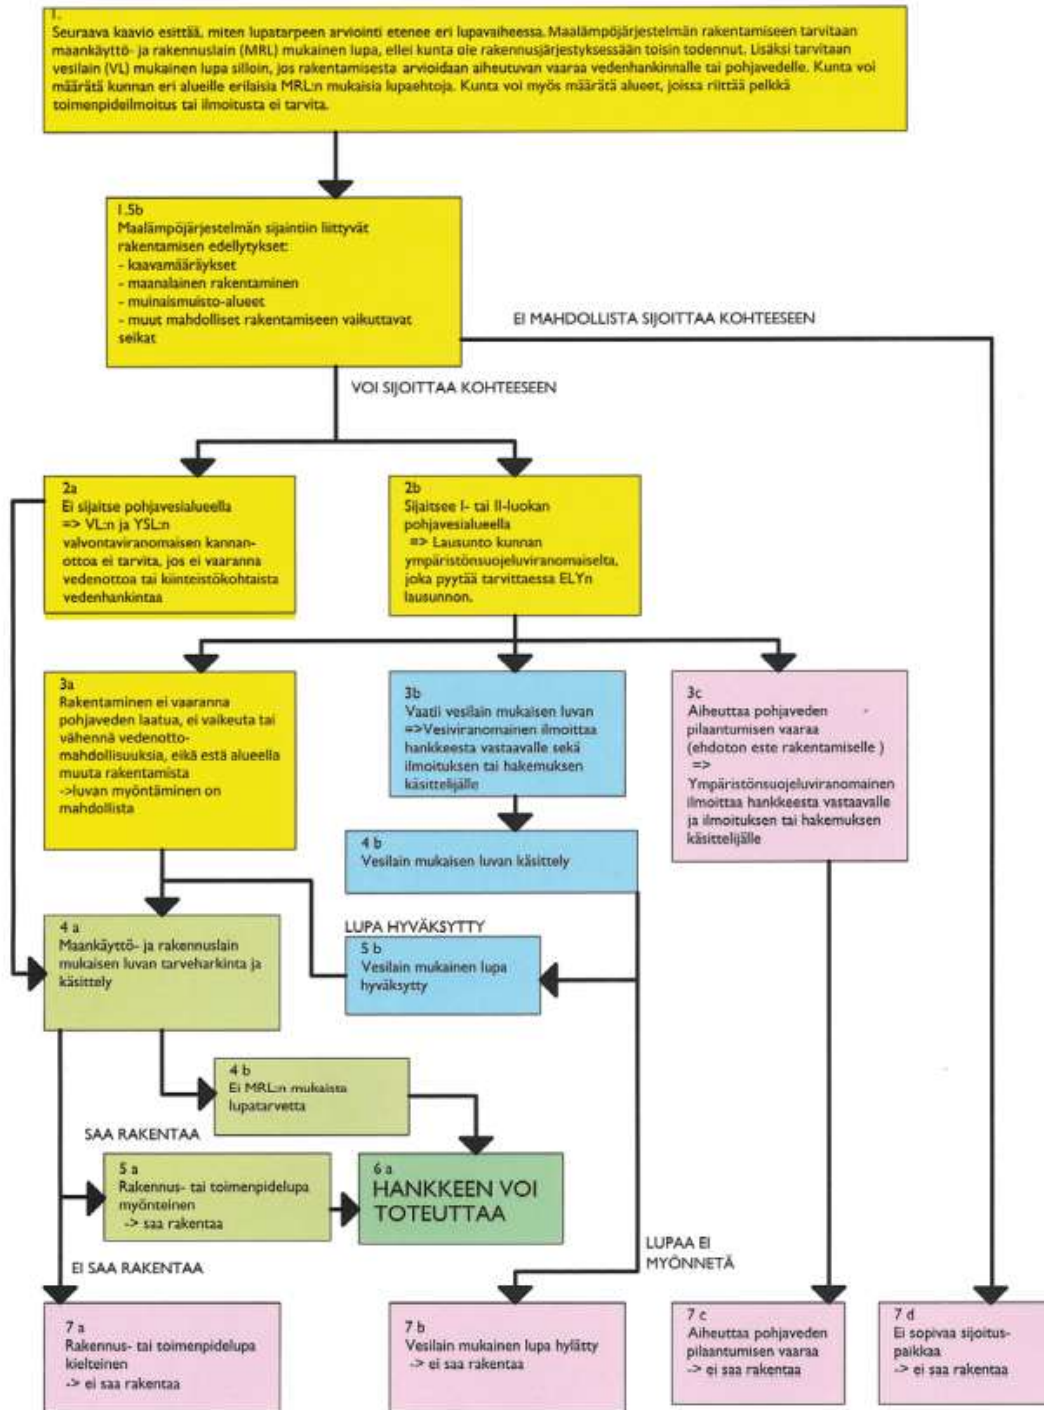 1.
Seuraava kaavio esittää, miten lupatarpeen arviointi etenee eri lupavaiheessa. Maalämpöjärjestelmän rakentamiseen tarvitaan
maankäyttö- ja rakennuslain (MRL) mukainen lupa, ellei kunta ole rakennusjärjestyksessään toisin todennut. Lisäksi tarvitaan
vesilain (VL) mukainen lupa silloin, jos rakentamisesta arvioidaan aiheutuvan vaaraa vedenhankinnalle tai pohjavedelle. Kunta voi
määrätä kunnan eri alueille erilaisia MRL:n mukaisia lupaehtoja. Kunta voi myös määrätä alueet, joissa riittää pelkkä
toimenpideilmoitus tai ilmoitusta ei tarvita.
1.5b
Maalämpöjärjestelmän sijaintiin liittyvät
rakentamisen edellytykset:
- kaavamääräykset
- maanalainen rakentaminen
- muinaismuisto-alueet
- muut mahdolliset rakentamiseen vaikuttavat
seikat
EI MAHDOLLISTA SIJOITTAA KOHTEESEEN
VOI SIJOITTAA KOHTEESEEN
2a
Ei sijaitse pohjavesialueella
=> VL:n ja YSL:n
valvontaviranomaisen kannan-
ottoa ei tarvita, jos ei vaaranna
vedenottoa tai kiinteistökohtaista
vedenhankintaa
2b
Sijaitsee I- tai II-luokan
pohjavesialueella
=> Lausunto kunnan
ympäristönsuojeluviranomaiselta,
joka pyytää tarvittaessa ELYn
lausunnon.
3a
Rakentaminen ei vaaranna
pohjaveden laatua, ei vaikeuta tai
vähennä vedenotto-
mahdollisuuksia, eikä estä alueella
muuta rakentamista
->luvan myöntäminen on
mahdollista
3b
Vaatii vesilain mukaisen luvan
=>Vesiviranomainen ilmoittaa
hankkeesta vastaavalle sekä
ilmoituksen tai hakemuksen
käsittelijälle
3c
Aiheuttaa pohjaveden
pilaantumisen vaaraa
(ehdoton este rakentamiselle )
=>
Ympäristönsuojeluviranomainen
ilmoittaa hankkeesta vastaavalle
ja ilmoituksen tai hakemuksen
käsittelijälle
4 b
Vesilain mukaisen luvan käsittely
4 a
Maankäyttö- ja rakennuslain
mukaisen luvan tarveharkinta ja
käsittely
LUPA HYVÄKSYTTY
5 b
Vesilain mukainen lupa
hyväksytty
4 b
Ei MRL:n mukaista
lupatarvetta
SAA RAKENTAA
5 a
Rakennus- tai toimenpidelupa
myönteinen
-> saa rakentaa
6 a
HANKKEEN VOI
TOTEUTTAA
LUPAA EI
MYÖNNETÄ
EI SAA RAKENTAA
7 a
Rakennus- tai toimenpidelupa
kielteinen
-> ei saa rakentaa
7 b
Vesilain mukainen lupa hylätty
-> ei saa rakentaa
7 c
Aiheuttaa pohjaveden
pilaantumisen vaaraa
-> ei saa rakentaa
7 d
Ei sopivaa sijoitus-
paikkaa
-> ei saa rakentaa